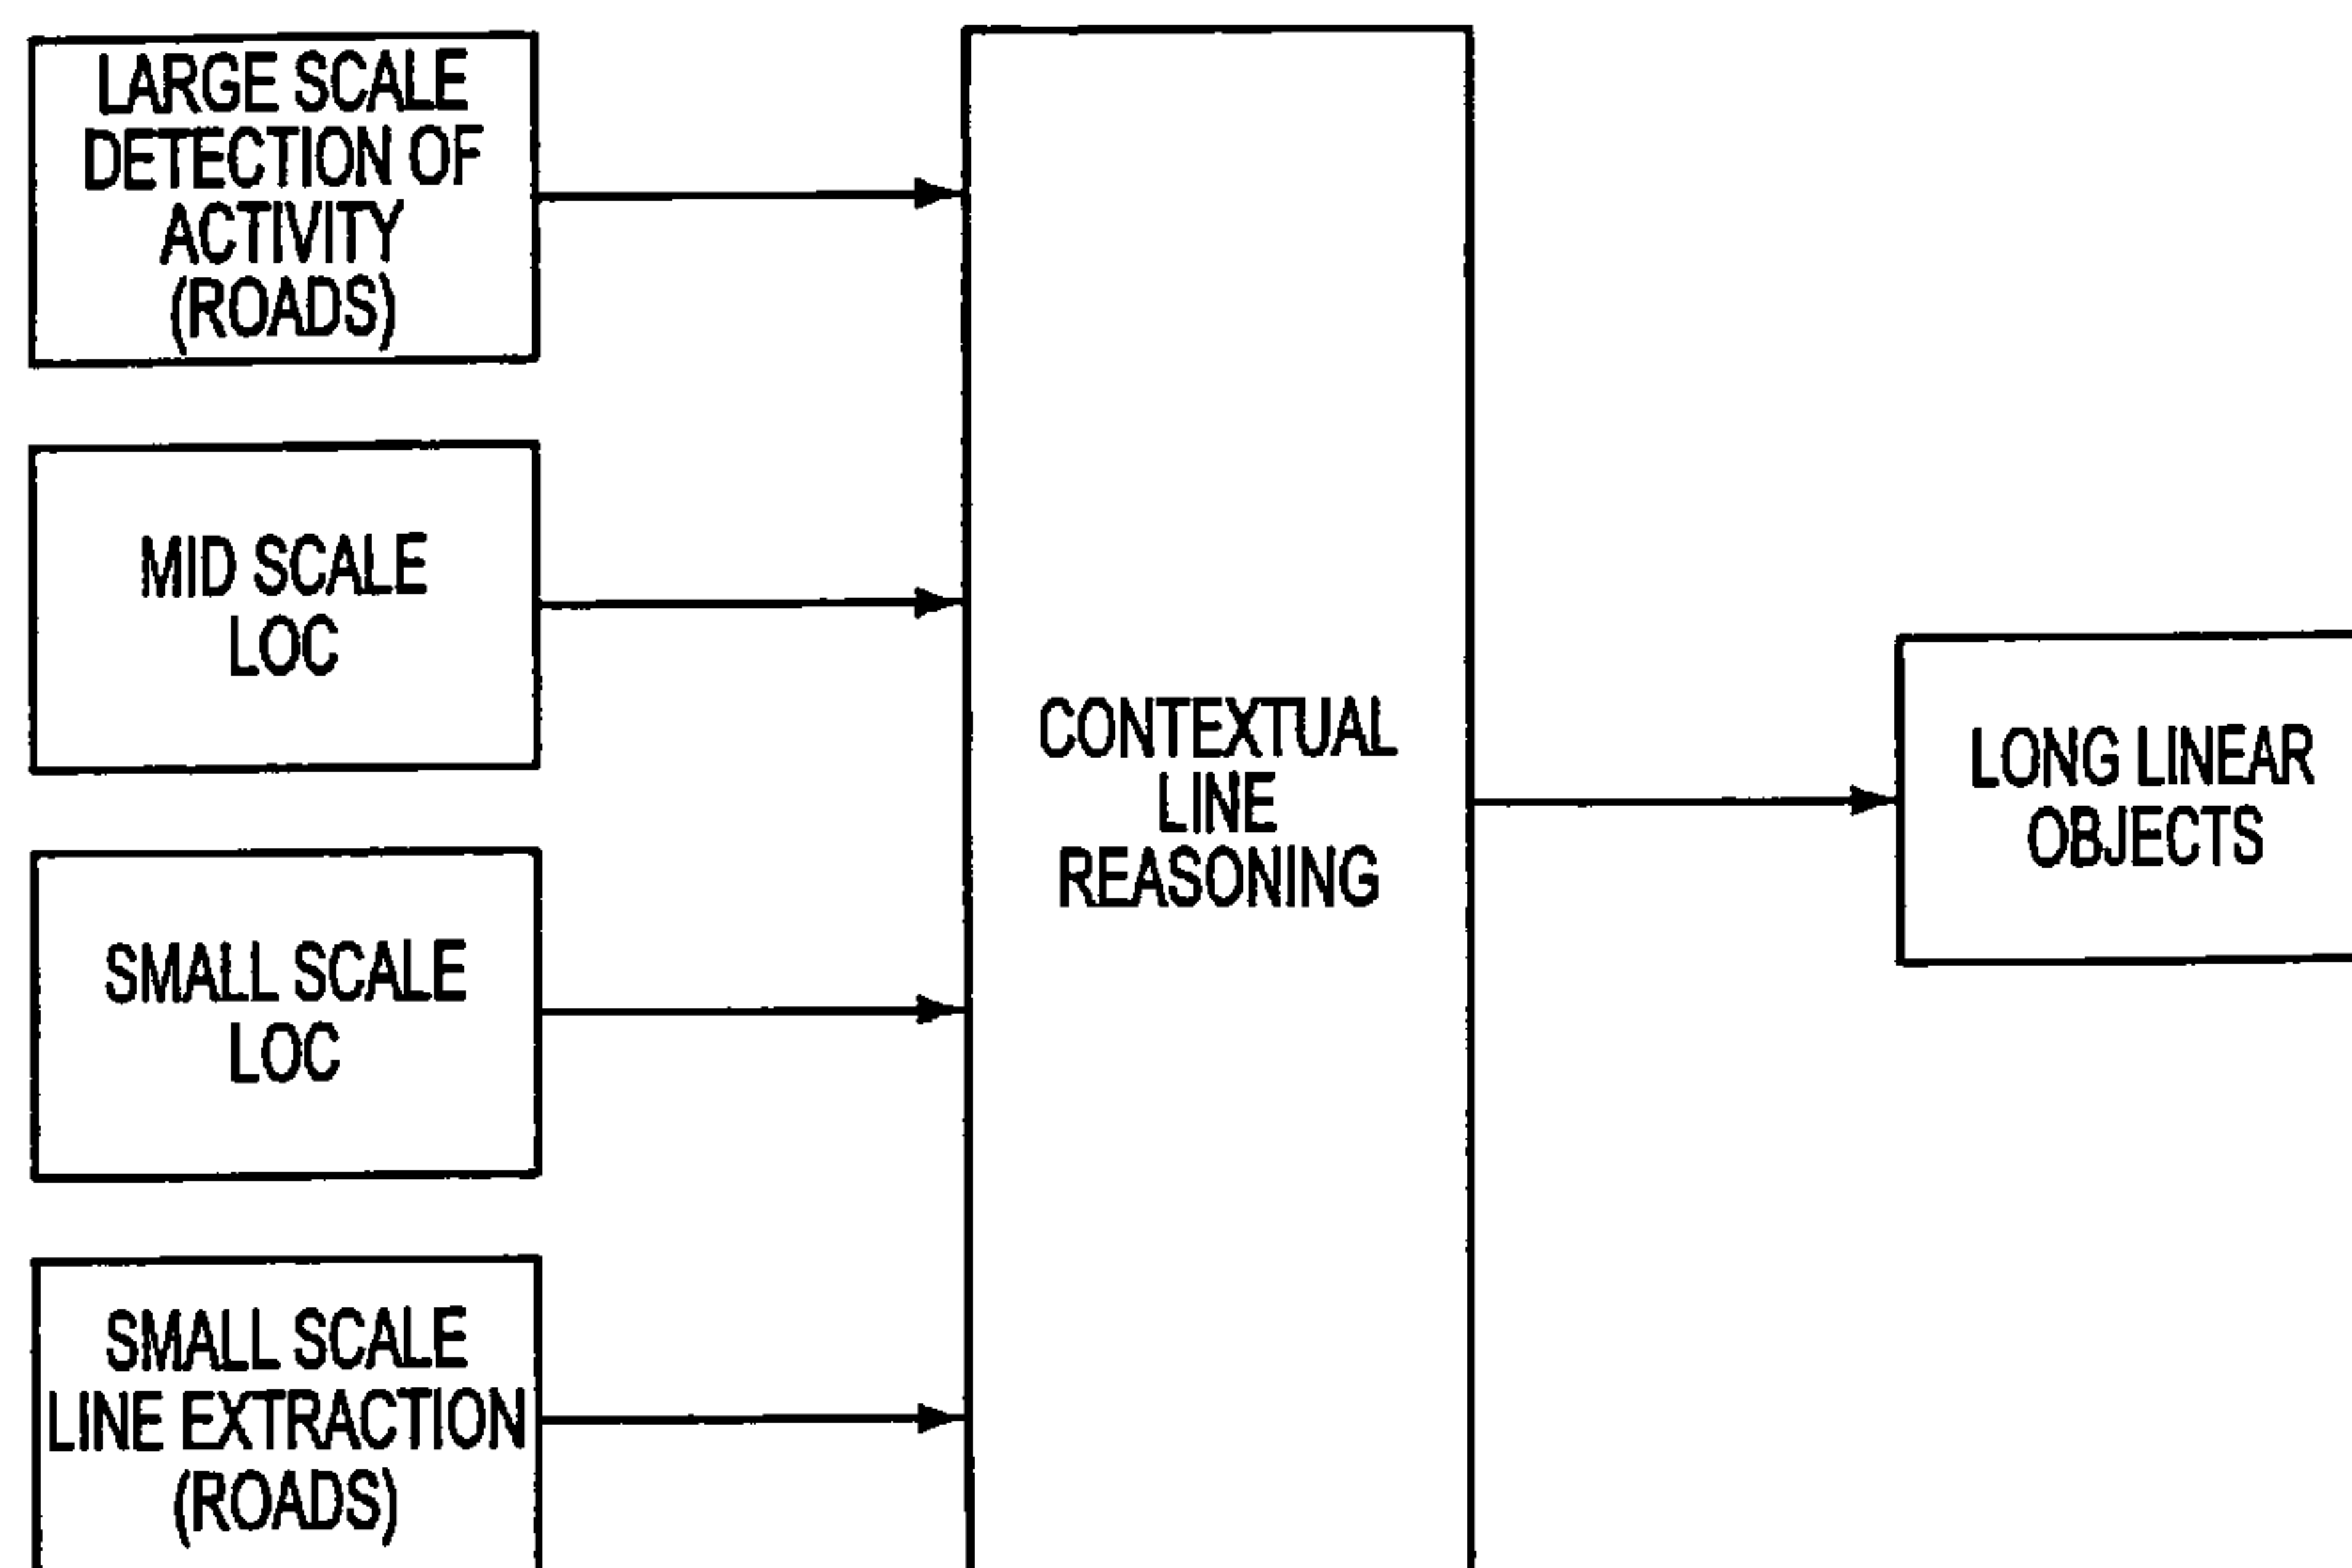 LARGE SCALE
DETECTION OF
ACTIVITY
(ROADS)
MID SCALE
LOC
SMALL SCALE
LOC
SMALL SCALE
LINE EXTRACTION
(ROADS)
CONTEXTUAL
LINE
REASONING
LONG LINEAR
OBJECTS